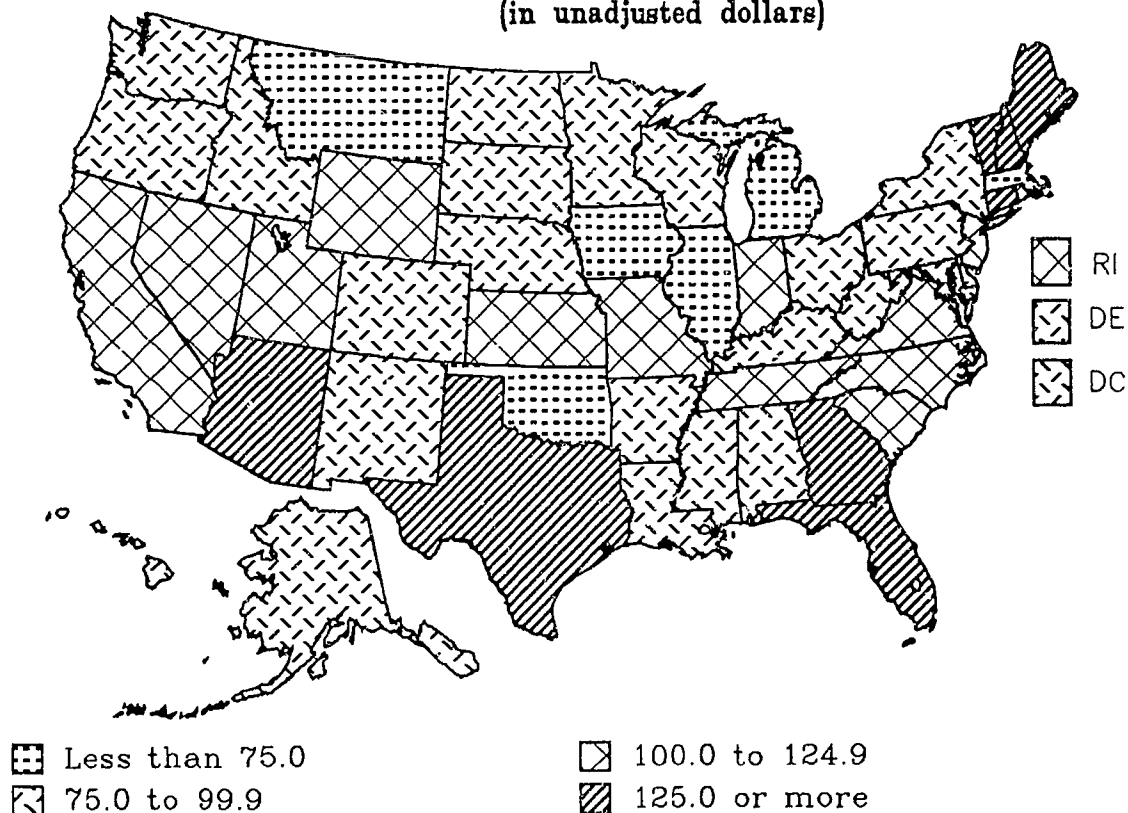 (in unadjusted dollars)
RI
DE
DC
Less than 75.0
100.0 to 124.9
75.0 to 99.9
125.0 or more